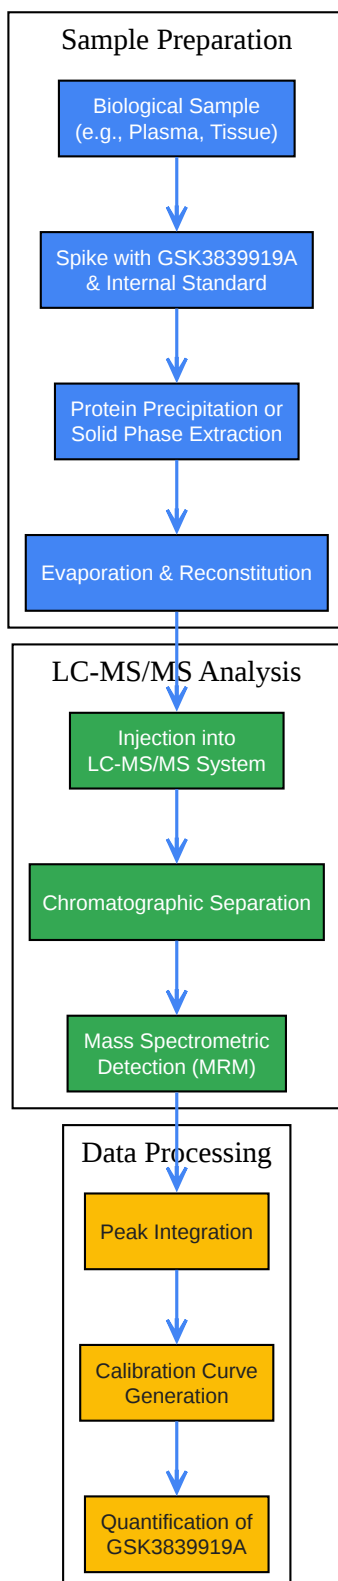 Sample Preparation
Biological Sample
(e.g., Plasma, Tissue)
Spike with GSK3839919A
& Internal Standard
Protein Precipitation or
Solid Phase Extraction
Evaporation & Reconstitution
LC-MS/MS Analysis
Injection into
LC-MS/MS System
Chromatographic Separation
Mass Spectrometric
Detection (MRM)
Data Processing
Peak Integration
Calibration Curve
Generation
Quantification of
GSK3839919A